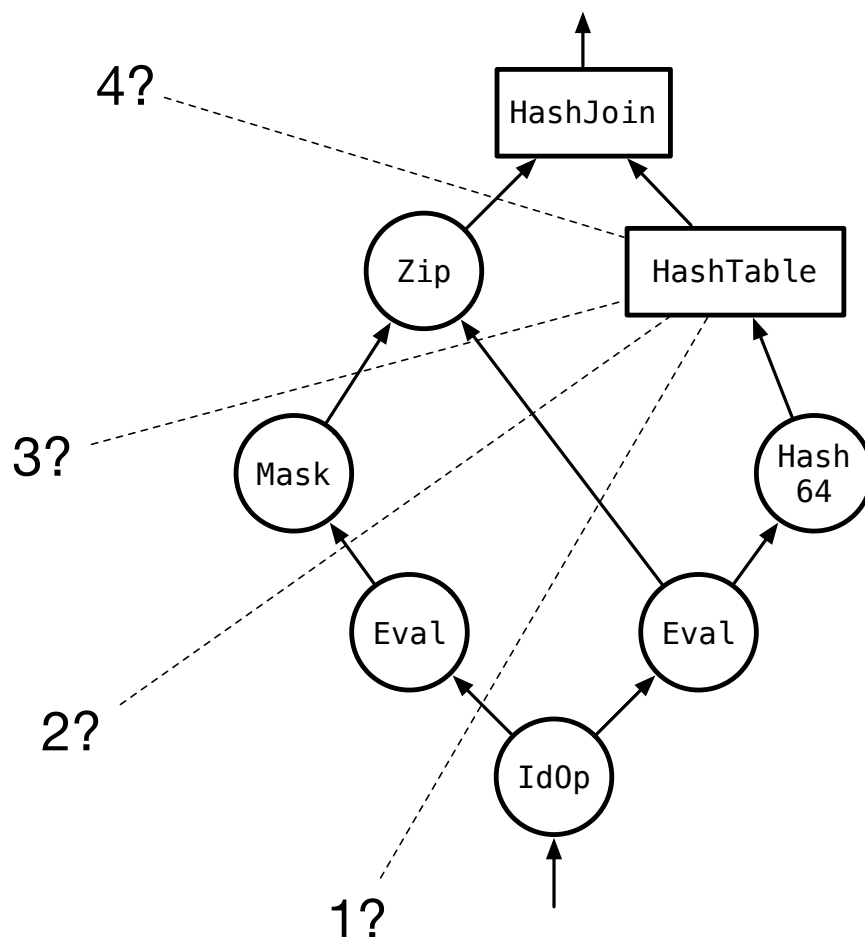 4?
HashJoin
Zip
HashTable
3?
Mask
Hash
64
Eval
Eval
2?
IdOp
1?